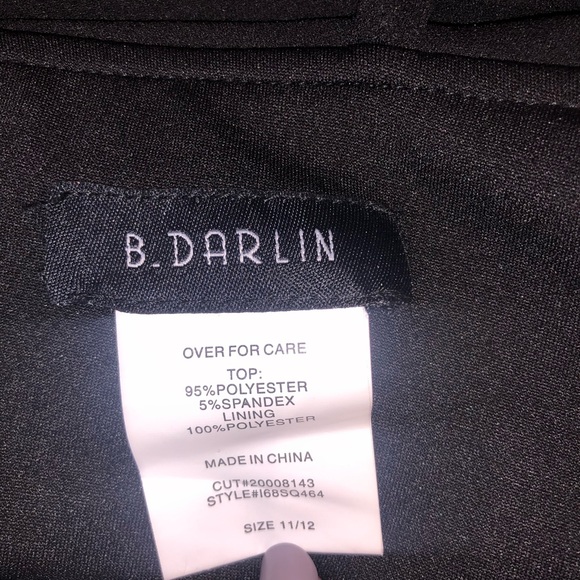 B.DARLIN
OVER FOR CARE
TOP:
95%POLYESTER
5%SPANDEX
LINING
100%POLYESTER
MADE IN CHINA
CUT#20008143
STYLE#I68SQ464
SIZE 11/12